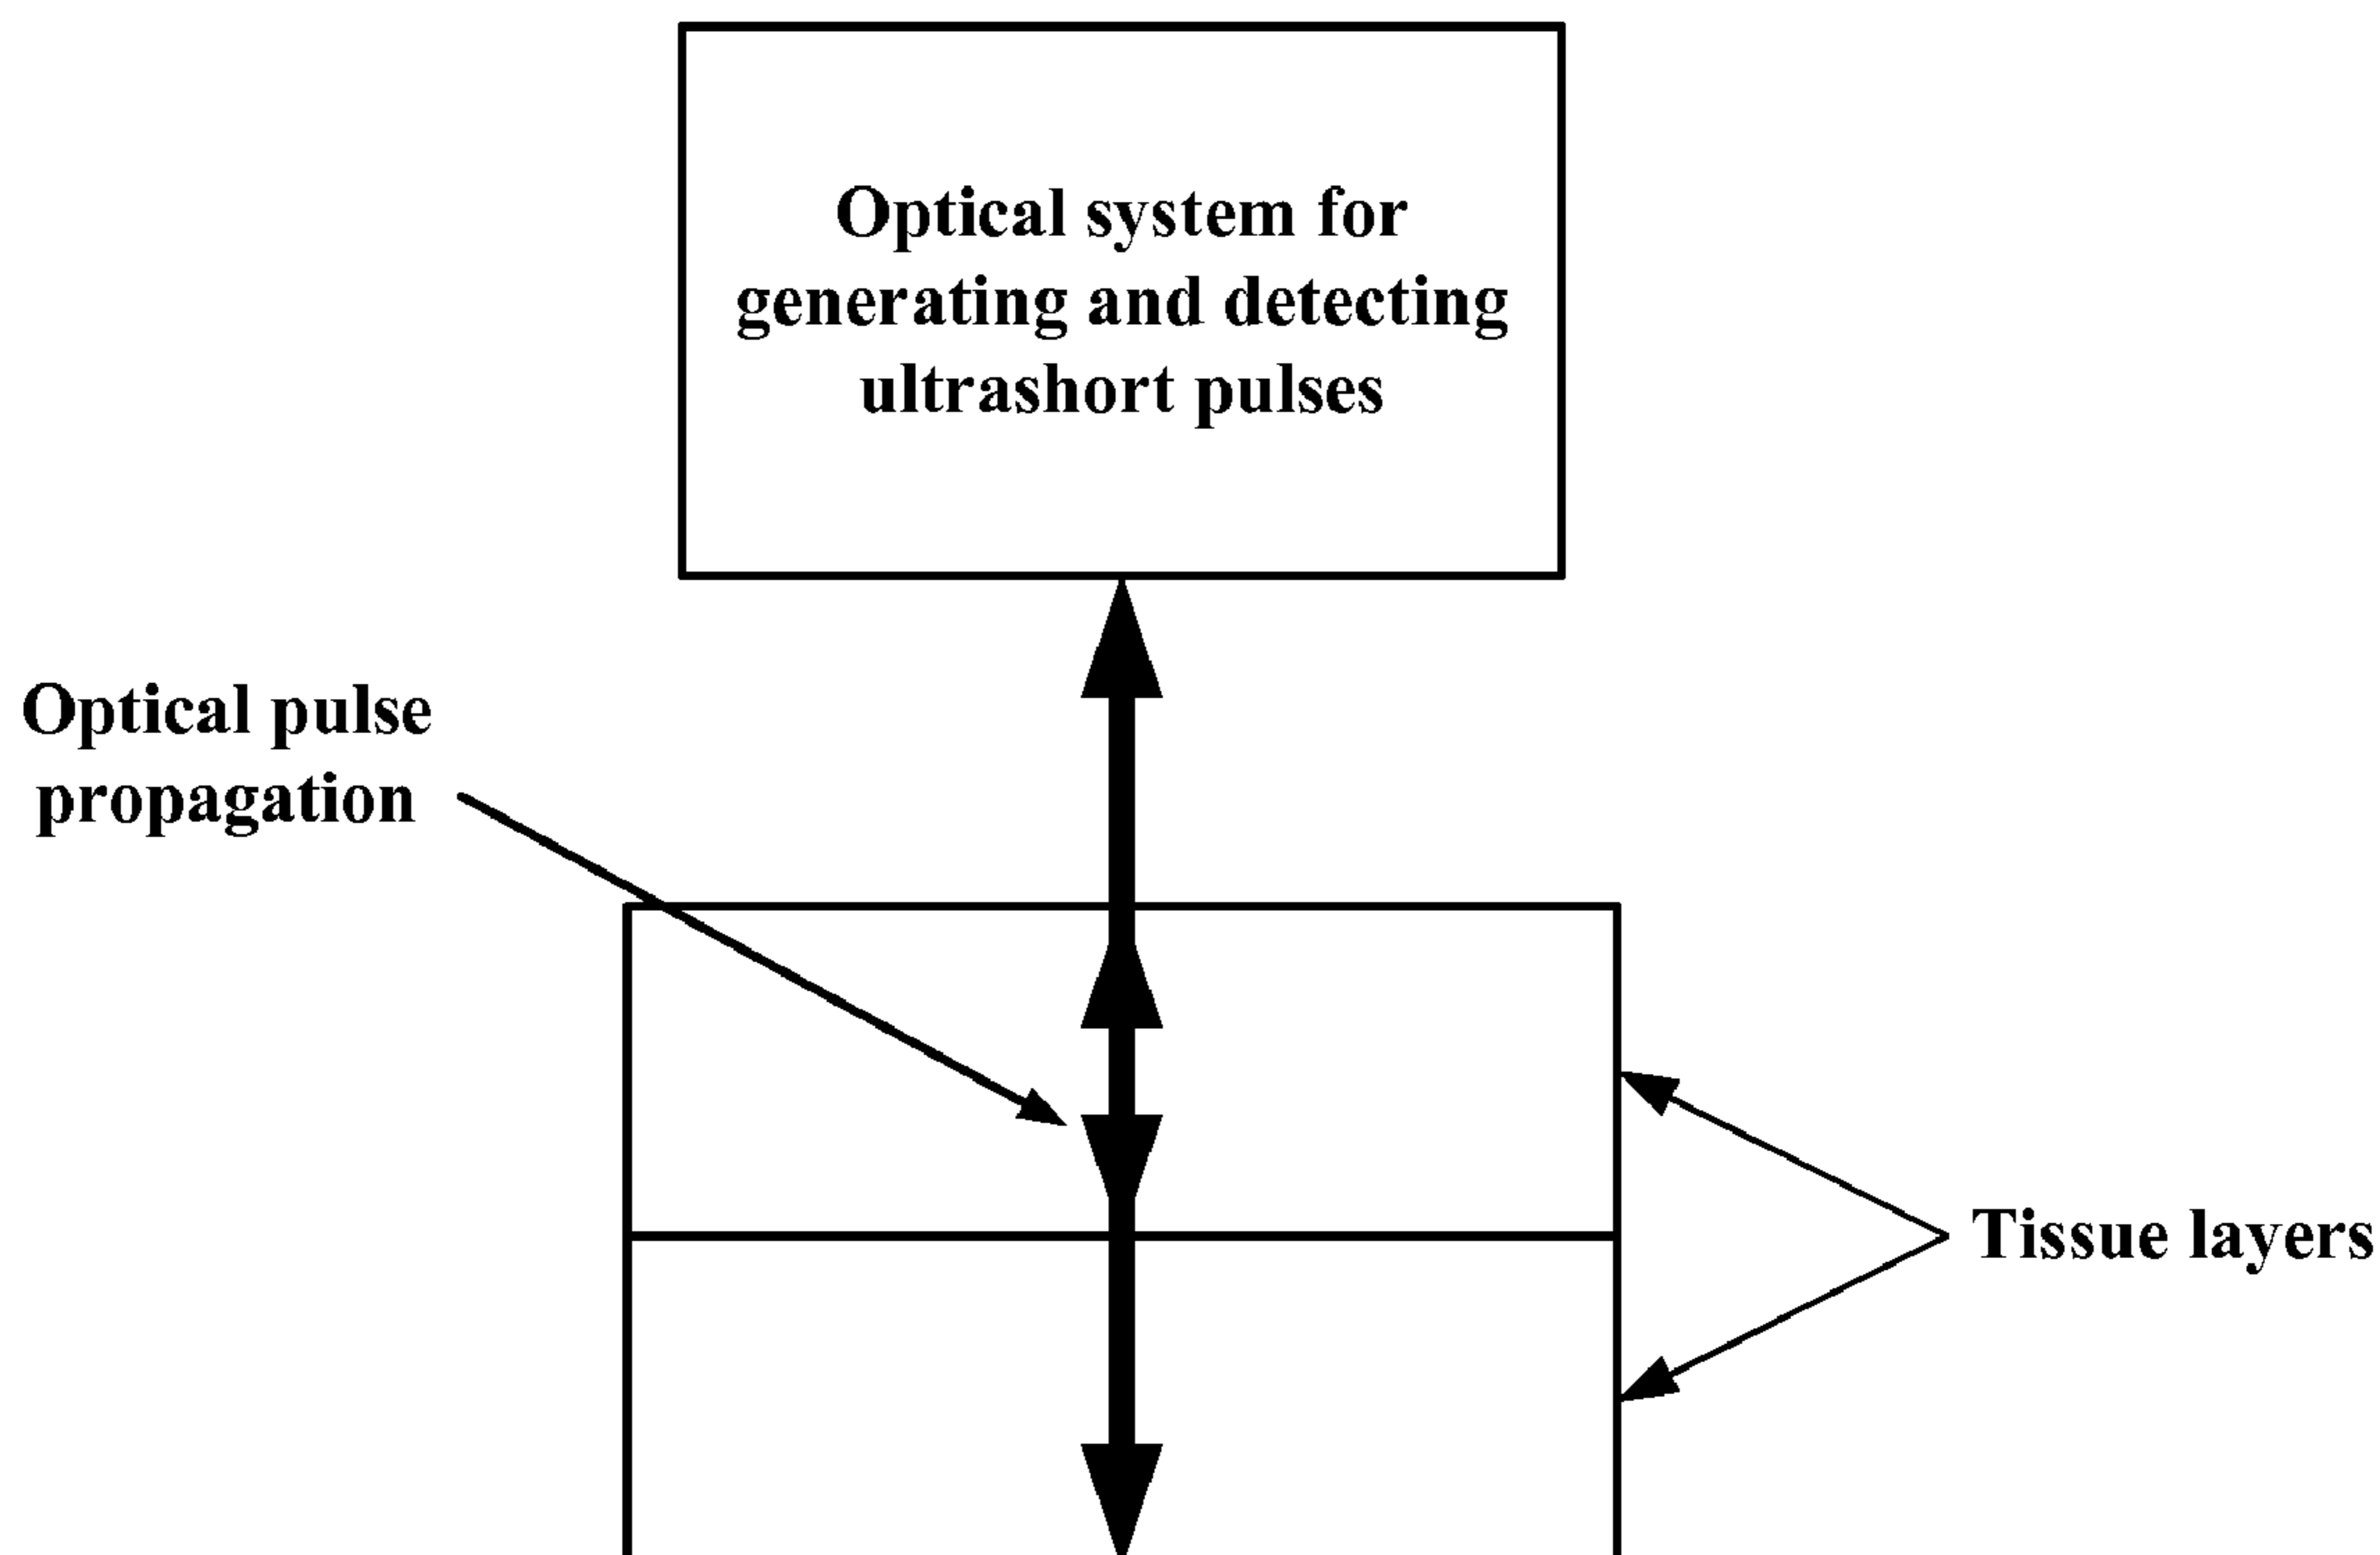 Optical system for
generating and detecting
ultrashort pulses
Optical pulse
propagation
Tissue layers